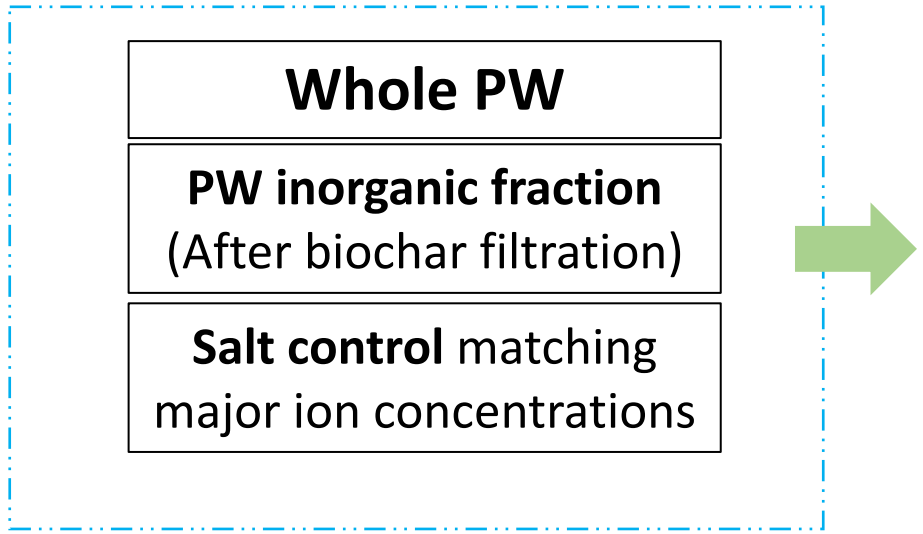 Whole PW
PW inorganic fraction
(After biochar filtration)
Salt control matching
major ion concentrations